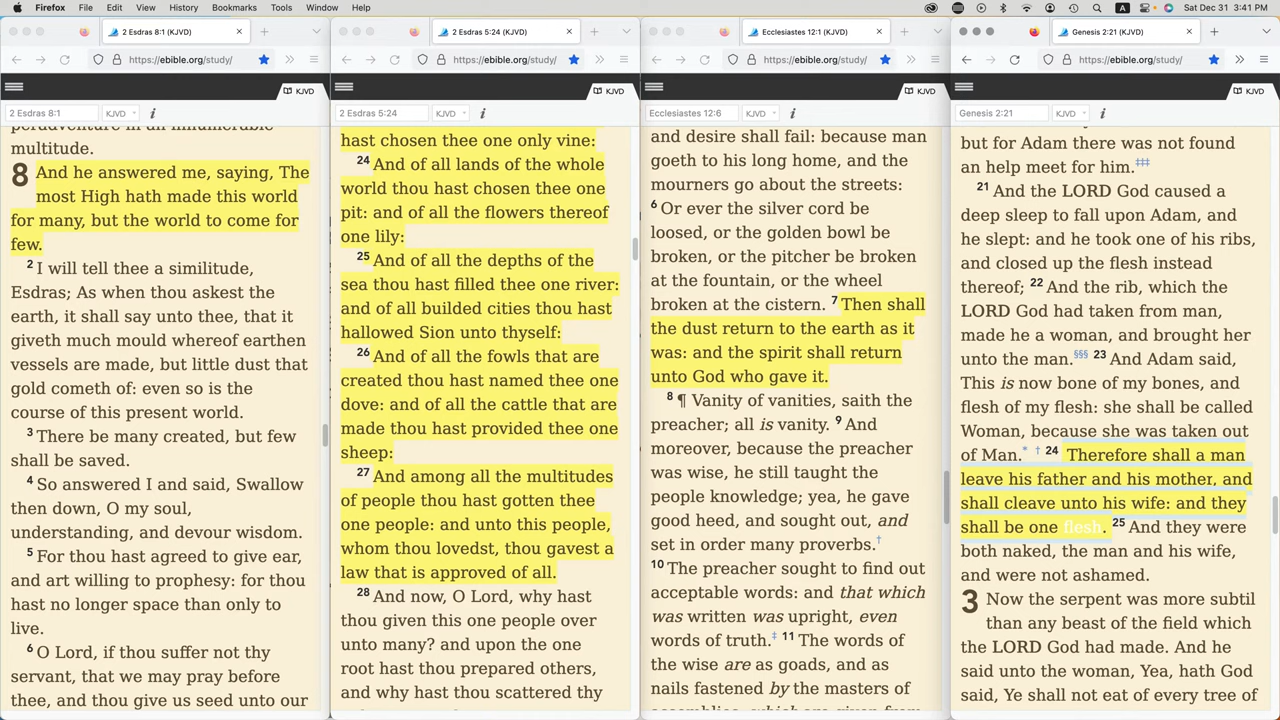 Firefox File Edit View History Bookmarks Tools Window Help
A
Sat Dec 31 3:41 PM
2 Esdras 8:1 (KJVD)
https://ebible.org/study/
KJVD
2 Esdras 8:1 KJVD i
peradventure in an innumerable
multitude.
8 And he answered me, saying, The
most High hath made this world
for many, but the world to come for
few.
2 I will tell thee a similitude,
Esdras; As when thou askest the
earth, it shall say unto thee, that it
giveth much mould whereof earthen
vessels are made, but little dust that
gold cometh of: even so is the
course of this present world.
3 There be many created, but few
shall be saved.
4 So answered I and said, Swallow
then down, O my soul,
understanding, and devour wisdom.
5 For thou hast agreed to give ear,
and art willing to prophesy: for thou
hast no longer space than only to
live.
6 O Lord, if thou suffer not thy
servant, that we may pray before
thee, and thou give us seed unto our
2 Esdras 5:24 (KJVD)
https://ebible.org/study/
KJVD
2 Esdras 5:24 KJVD i
hast chosen thee one only vine:
24 And of all lands of the whole
world thou hast chosen thee one
pit: and of all the flowers thereof
one lily:
25 And of all the depths of the
sea thou hast filled thee one river:
and of all builded cities thou hast
hallowed Sion unto thyself:
26 And of all the fowls that are
created thou hast named thee one
dove: and of all the cattle that are
made thou hast provided thee one
sheep:
27 And among all the multitudes
of people thou hast gotten thee
one people: and unto this people,
whom thou lovedst, thou gavest a
law that is approved of all.
28 And now, O Lord, why hast
thou given this one people over
unto many? and upon the one
root hast thou prepared others,
and why hast thou scattered thy
Ecclesiastes 12:1 (KJVD)
https://ebible.org/study/
KJVD
Ecclesiastes 12:6 KJVD i
and desire shall fail: because man
goeth to his long home, and the
mourners go about the streets:
6 Or ever the silver cord be
loosed, or the golden bowl be
broken, or the pitcher be broken
at the fountain, or the wheel
broken at the cistern. 7 Then shall
the dust return to the earth as it
was: and the spirit shall return
unto God who gave it.
8 ¶ Vanity of vanities, saith the
preacher; all is vanity. 9 And
moreover, because the preacher
was wise, he still taught the
people knowledge; yea, he gave
good heed, and sought out, and
set in order many proverbs.†
10 The preacher sought to find out
acceptable words: and that which
was written was upright, even
words of truth.‡ 11 The words of
the wise are as goads, and as
nails fastened by the masters of
assemblies, which are given from
Genesis 2:21 (KJVD)
https://ebible.org/study/
KJVD
Genesis 2:21 KJVD i
but for Adam there was not found
an help meet for him.‡‡‡
21 And the LORD God caused a
deep sleep to fall upon Adam, and
he slept: and he took one of his ribs,
and closed up the flesh instead
thereof; 22 And the rib, which the
LORD God had taken from man,
made he a woman, and brought her
unto the man.§§§ 23 And Adam said,
This is now bone of my bones, and
flesh of my flesh: she shall be called
Woman, because she was taken out
of Man.* † 24 Therefore shall a man
leave his father and his mother, and
shall cleave unto his wife: and they
shall be one flesh. 25 And they were
both naked, the man and his wife,
and were not ashamed.
3 Now the serpent was more subtil
than any beast of the field which
the LORD God had made. And he
said unto the woman, Yea, hath God
said, Ye shall not eat of every tree of